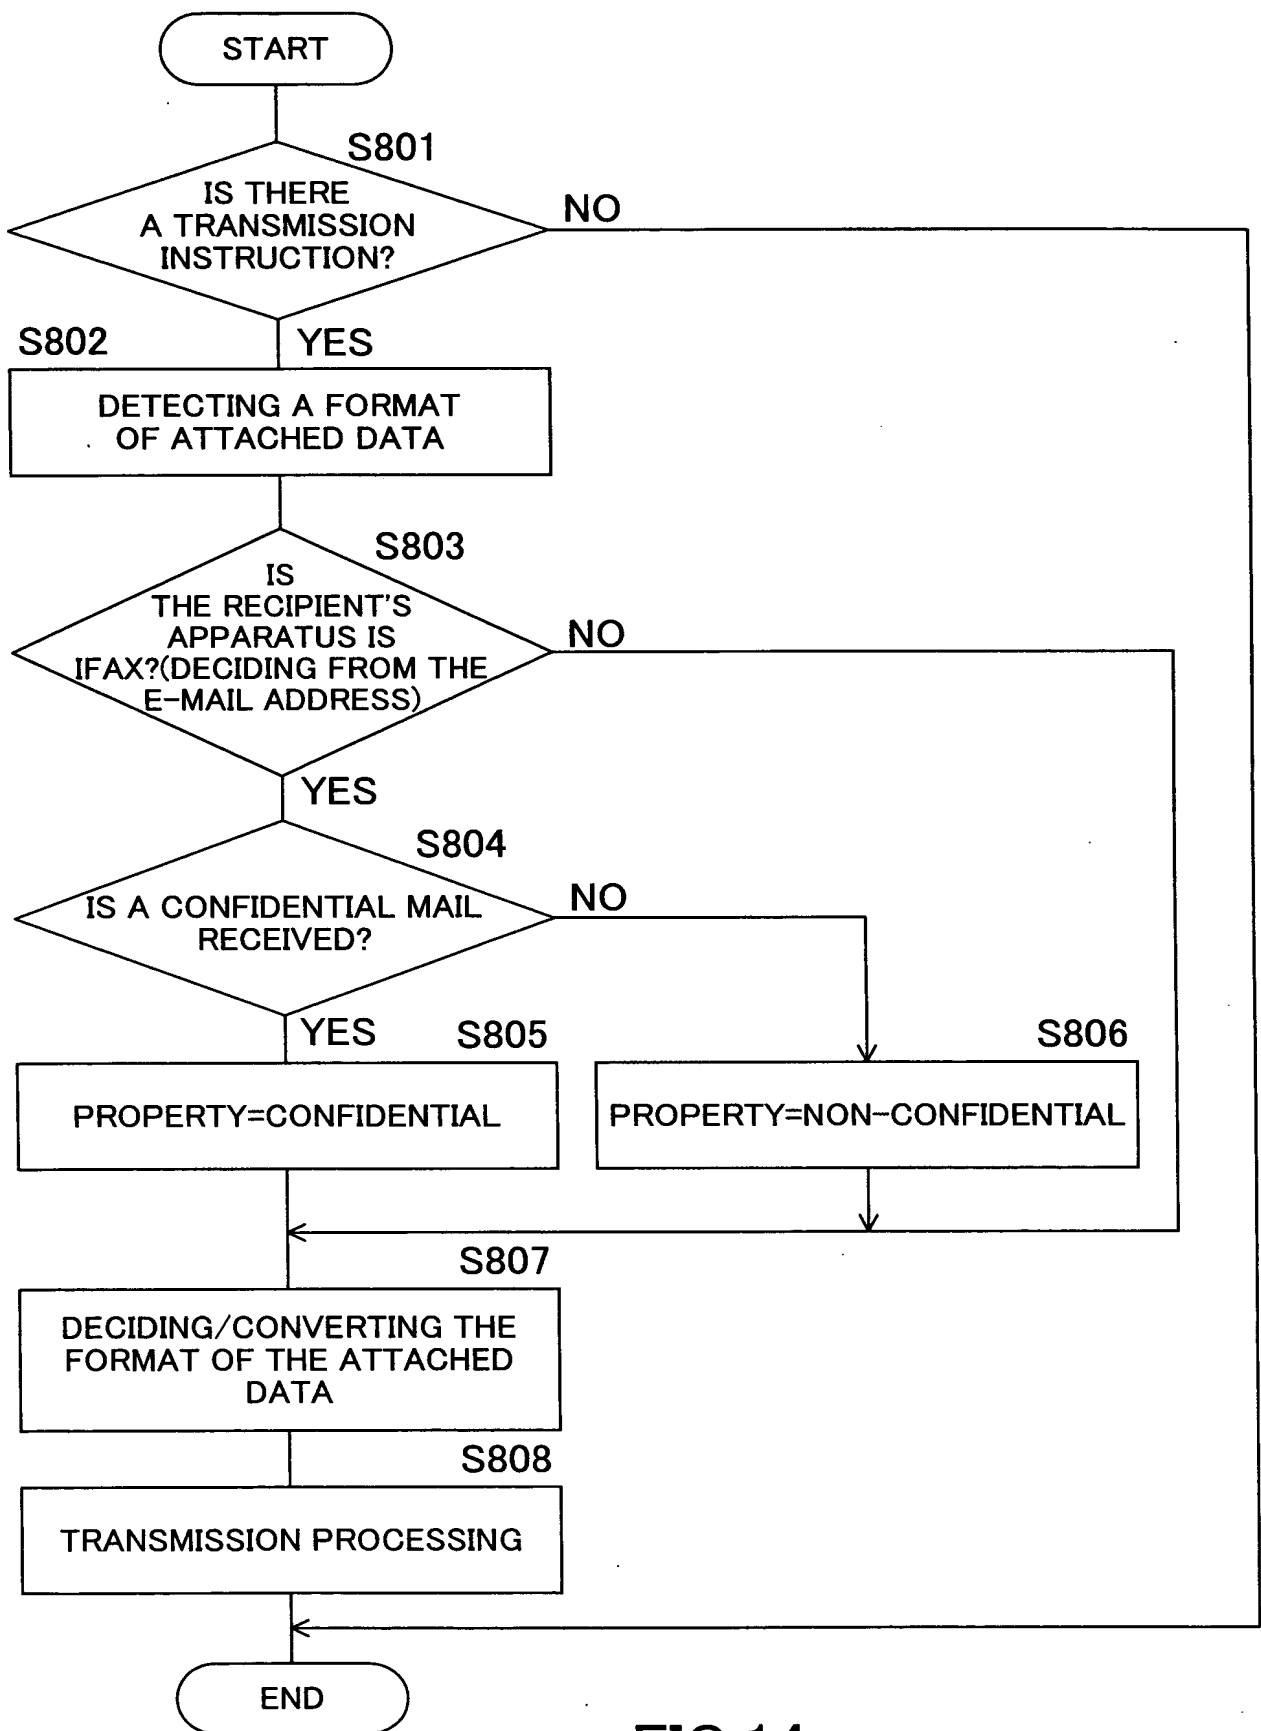 START
S801
IS THERE
A TRANSMISSION
INSTRUCTION?
NO
S802
YES
DETECTING A FORMAT
OF ATTACHED DATA
S803
IS
THE RECIPIENT'S
APPARATUS IS
IFAX?(DECIDING FROM THE
E-MAIL ADDRESS)
NO
YES
S804
IS A CONFIDENTIAL MAIL
RECEIVED?
NO
YES
S805
S806
PROPERTY=CONFIDENTIAL
PROPERTY=NON-CONFIDENTIAL
S807
DECIDING/CONVERTING THE
FORMAT OF THE ATTACHED
DATA
S808
TRANSMISSION PROCESSING
END
FIG.14